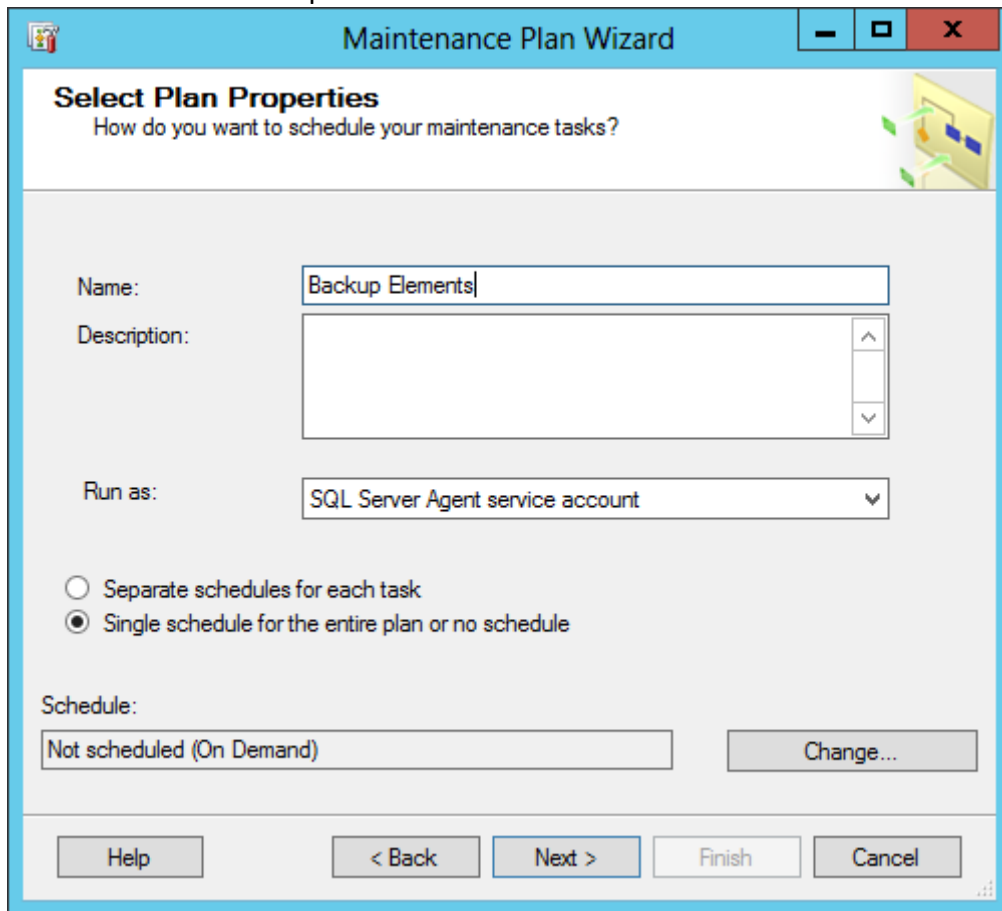 Maintenance Plan Wizard
Select Plan Properties
How do you want to schedule your maintenance tasks?
Name:
Backup Elements
Description:
Run as:
SQL Server Agent service account
Separate schedules for each task
Single schedule for the entire plan or no schedule
Schedule:
Not scheduled (On Demand)
Change...
Help
< Back
Next >
Finish
Cancel